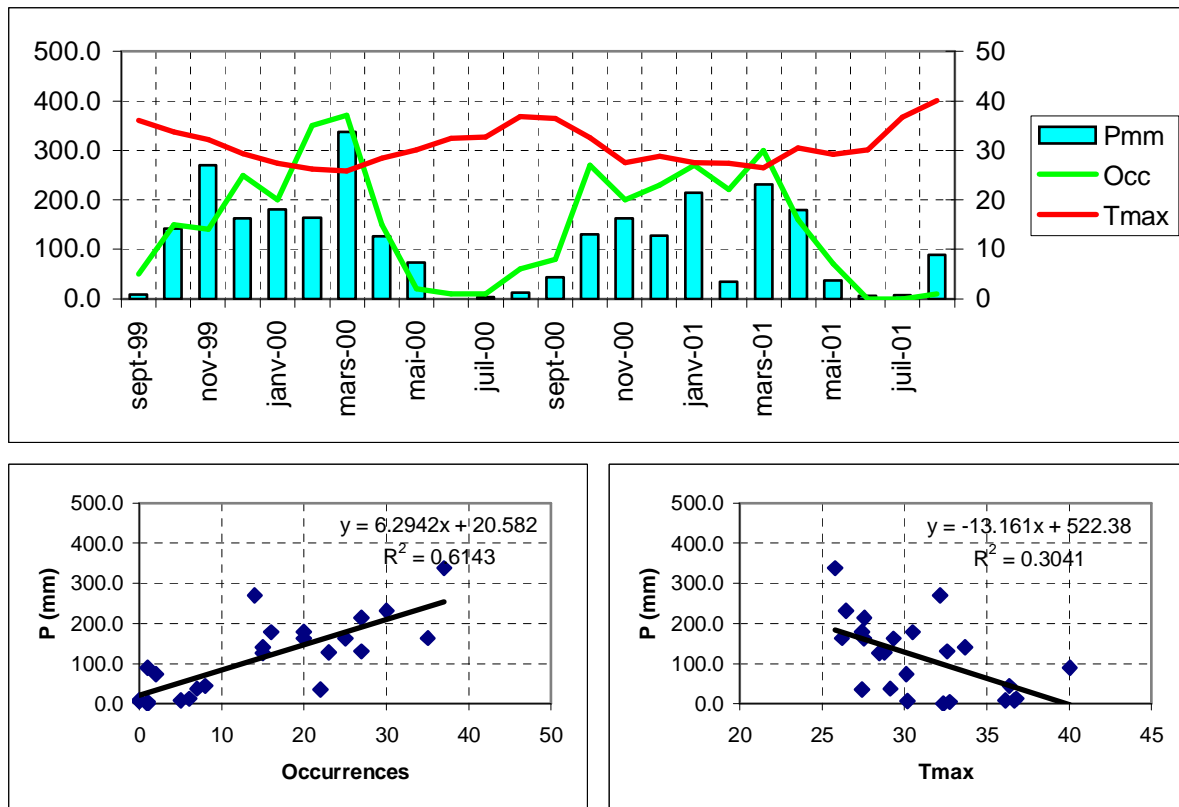 500.0
400.0
300.0
200.0
100.0
0.0
50
40
30
20
10
0
sept-99
nov-99
janv-00
mars-00
mai-00
juil-00
sept-00
nov-00
janv-01
mars-01
mai-01
juil-01
Pmm
Occ
Tmax
P (mm)
500.0
400.0
300.0
200.0
100.0
0.0
y = 6.2942x + 20.582
R² = 0.6143
0 10 20 30 40 50
Occurrences
P (mm)
500.0
400.0
300.0
200.0
100.0
0.0
y = -13.161x + 522.38
R² = 0.3041
20 25 30 35 40 45
Tmax